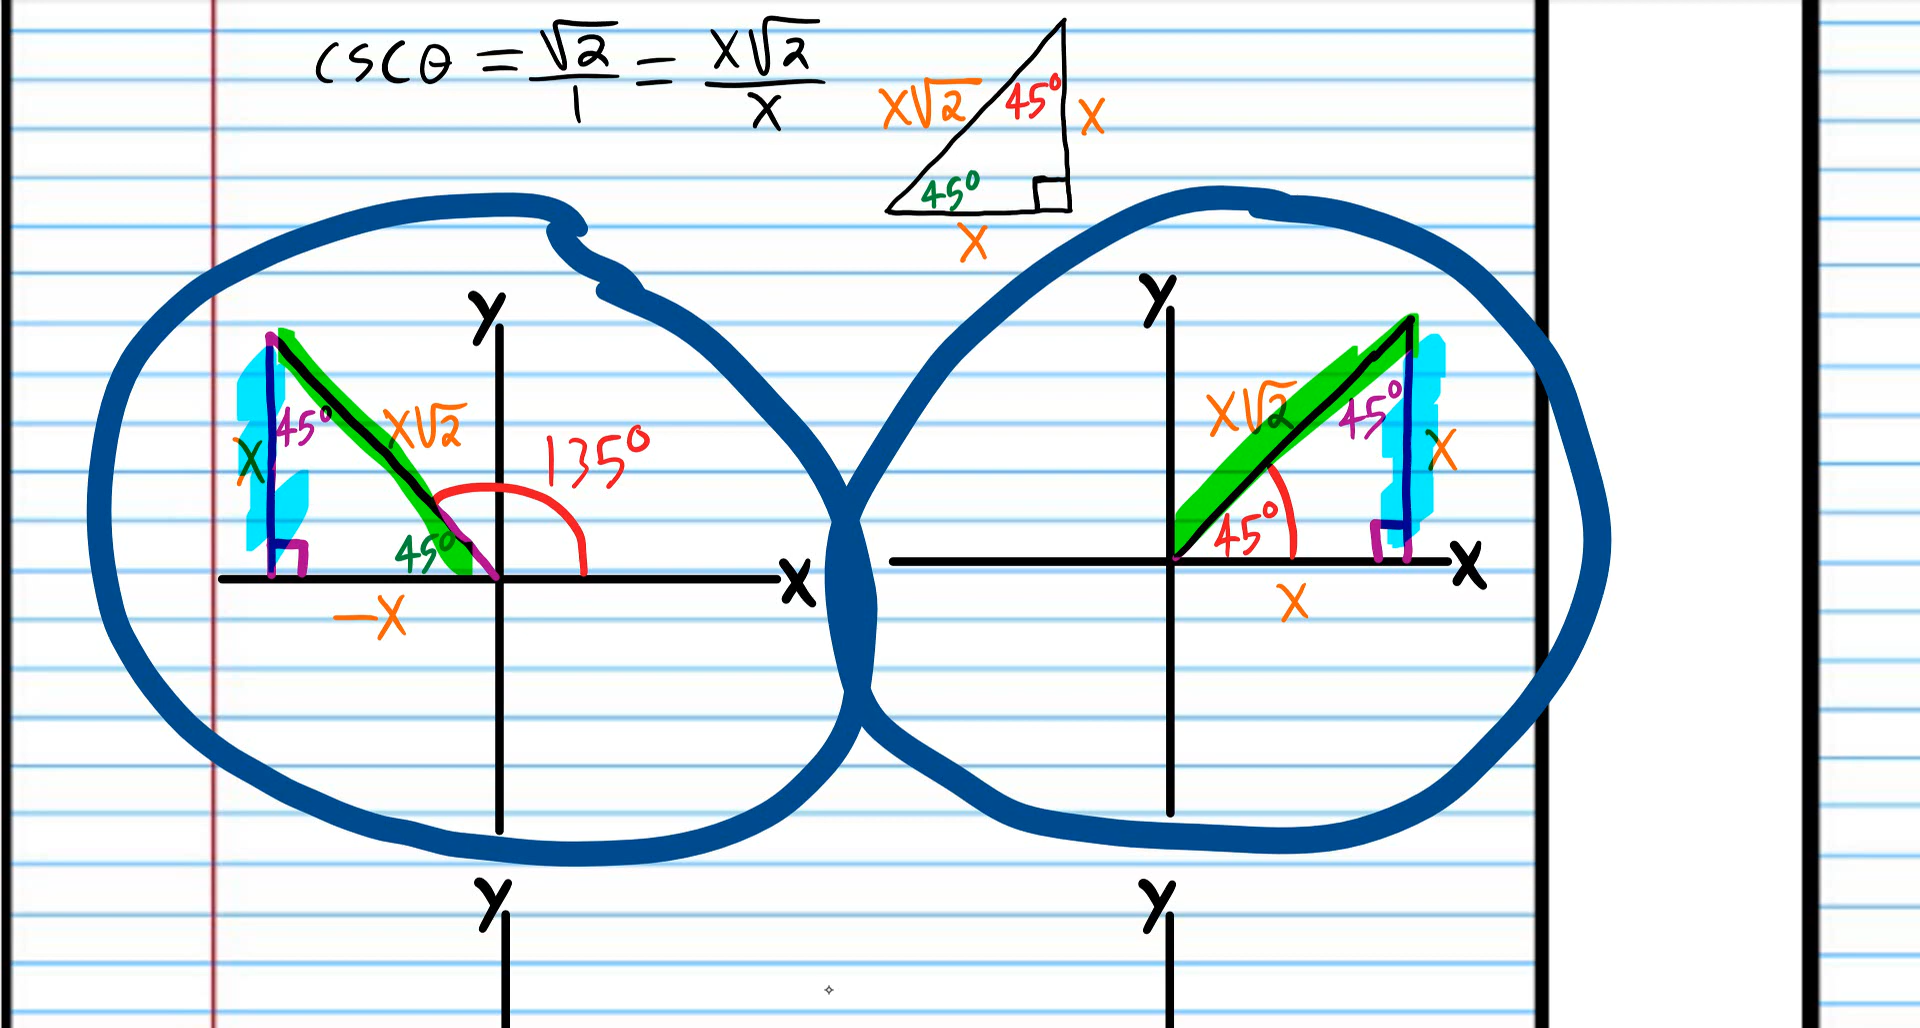 cscθ = √2/1 = x√2/x
x√2 45° x
45°
x
y y
45° x√2 135° x√2 45° x
x
45° 45°
x x
-x x
y y